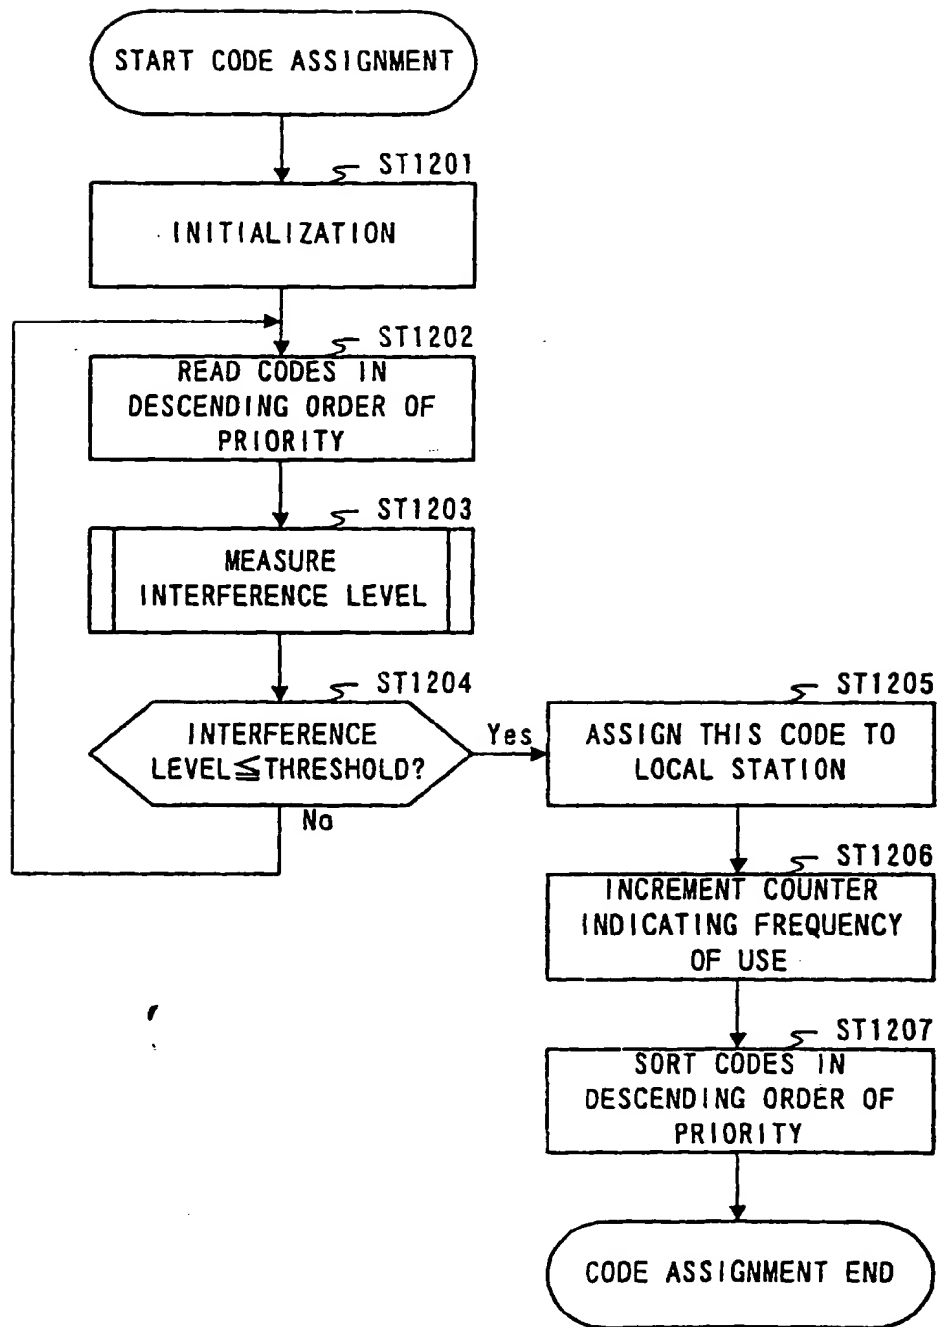 START CODE ASSIGNMENT
ST1201
INITIALIZATION
ST1202
READ CODES IN
DESCENDING ORDER OF
PRIORITY
ST1203
MEASURE
INTERFERENCE LEVEL
ST1204
INTERFERENCE
LEVEL≦THRESHOLD?
Yes
No
ST1205
ASSIGN THIS CODE TO
LOCAL STATION
ST1206
INCREMENT COUNTER
INDICATING FREQUENCY
OF USE
ST1207
SORT CODES IN
DESCENDING ORDER OF
PRIORITY
CODE ASSIGNMENT END